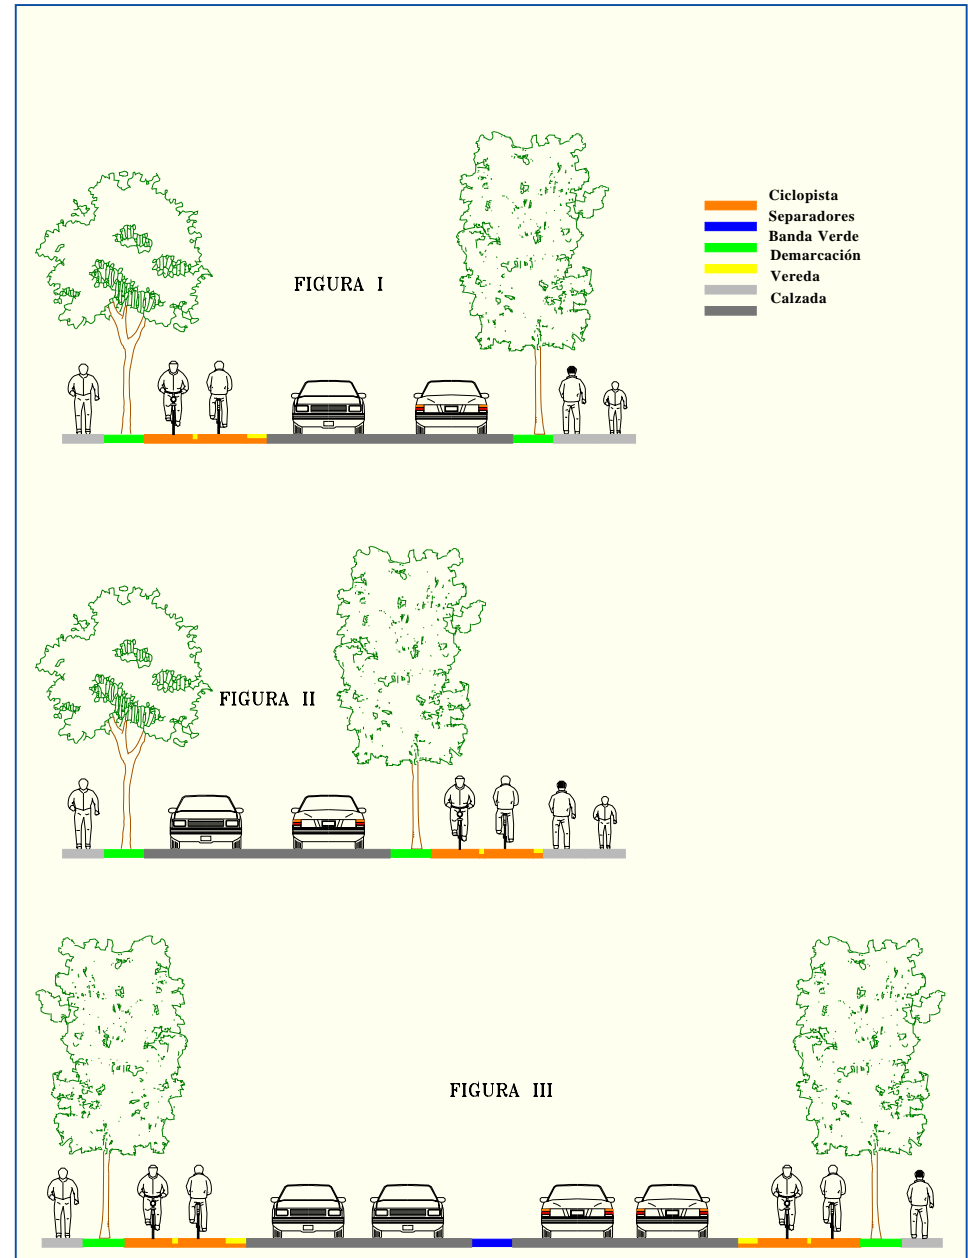 Ciclopista
Separadores
Banda Verde
Demarcación
Vereda
Calzada
FIGURA I
FIGURA II
FIGURA III